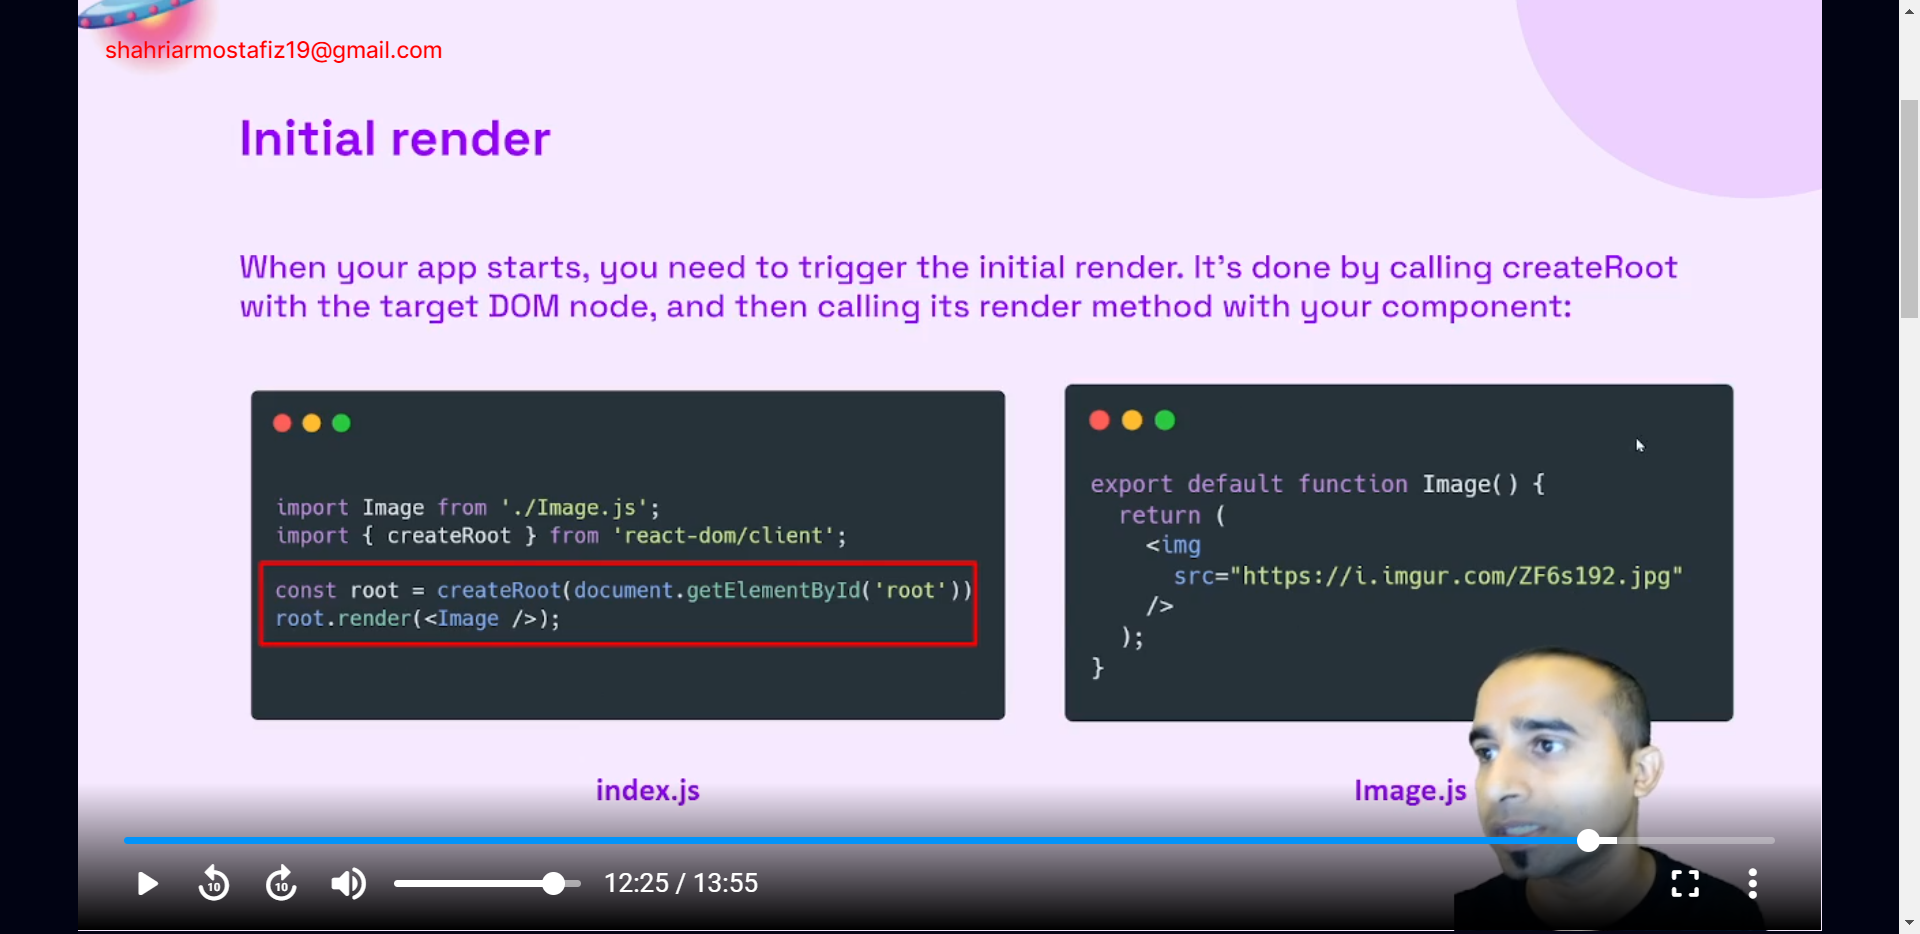 shahriarmostafiz19@gmail.com
Initial render
When your app starts, you need to trigger the initial render. It's done by calling createRoot
with the target DOM node, and then calling its render method with your component:
import Image from './Image.js';
import { createRoot } from 'react-dom/client';
const root = createRoot(document.getElementById('root'))
root.render(<Image />);
index.js
export default function Image() {
return (
<img
src="https://i.imgur.com/ZF6s192.jpg"
/>
);
}
Image.js
10
10
12:25 / 13:55